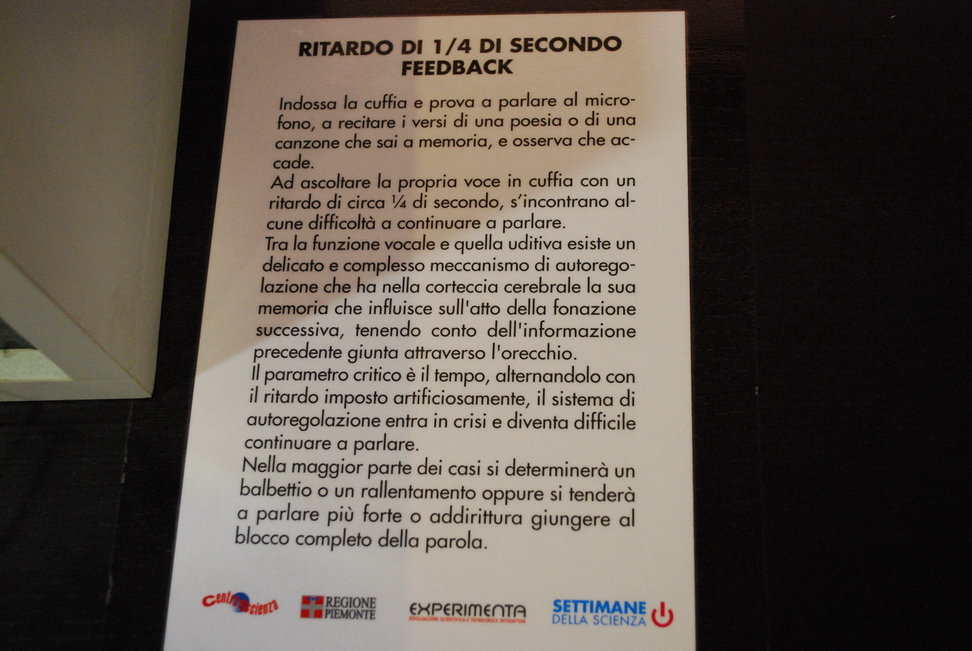 RITARDO DI 1/4 DI SECONDO
FEEDBACK
Indossa la cuffia e prova a parlare al micro-
fono, a recitare i versi di una poesia o di una
canzone che sai a memoria, e osserva che ac-
cade.
Ad ascoltare la propria voce in cuffia con un
ritardo di circa ¼ di secondo, s'incontrano al-
cune difficoltà a continuare a parlare.
Tra la funzione vocale e quella uditiva esiste un
delicato e complesso meccanismo di autorego-
lazione che ha nella corteccia cerebrale la sua
memoria che influisce sull'atto della fonazione
successiva, tenendo conto dell'informazione
precedente giunta attraverso l'orecchio.
Il parametro critico è il tempo, alternandolo con
il ritardo imposto artificiosamente, il sistema di
autoregolazione entra in crisi e diventa difficile
continuare a parlare.
Nella maggior parte dei casi si determinerà un
balbettio o un rallentamento oppure si tenderà
a parlare più forte o addirittura giungere al
blocco completo della parola.
CentroScienza
REGIONE
PIEMONTE
EXPERIMENTA
SETTIMANE
DELLA SCIENZA